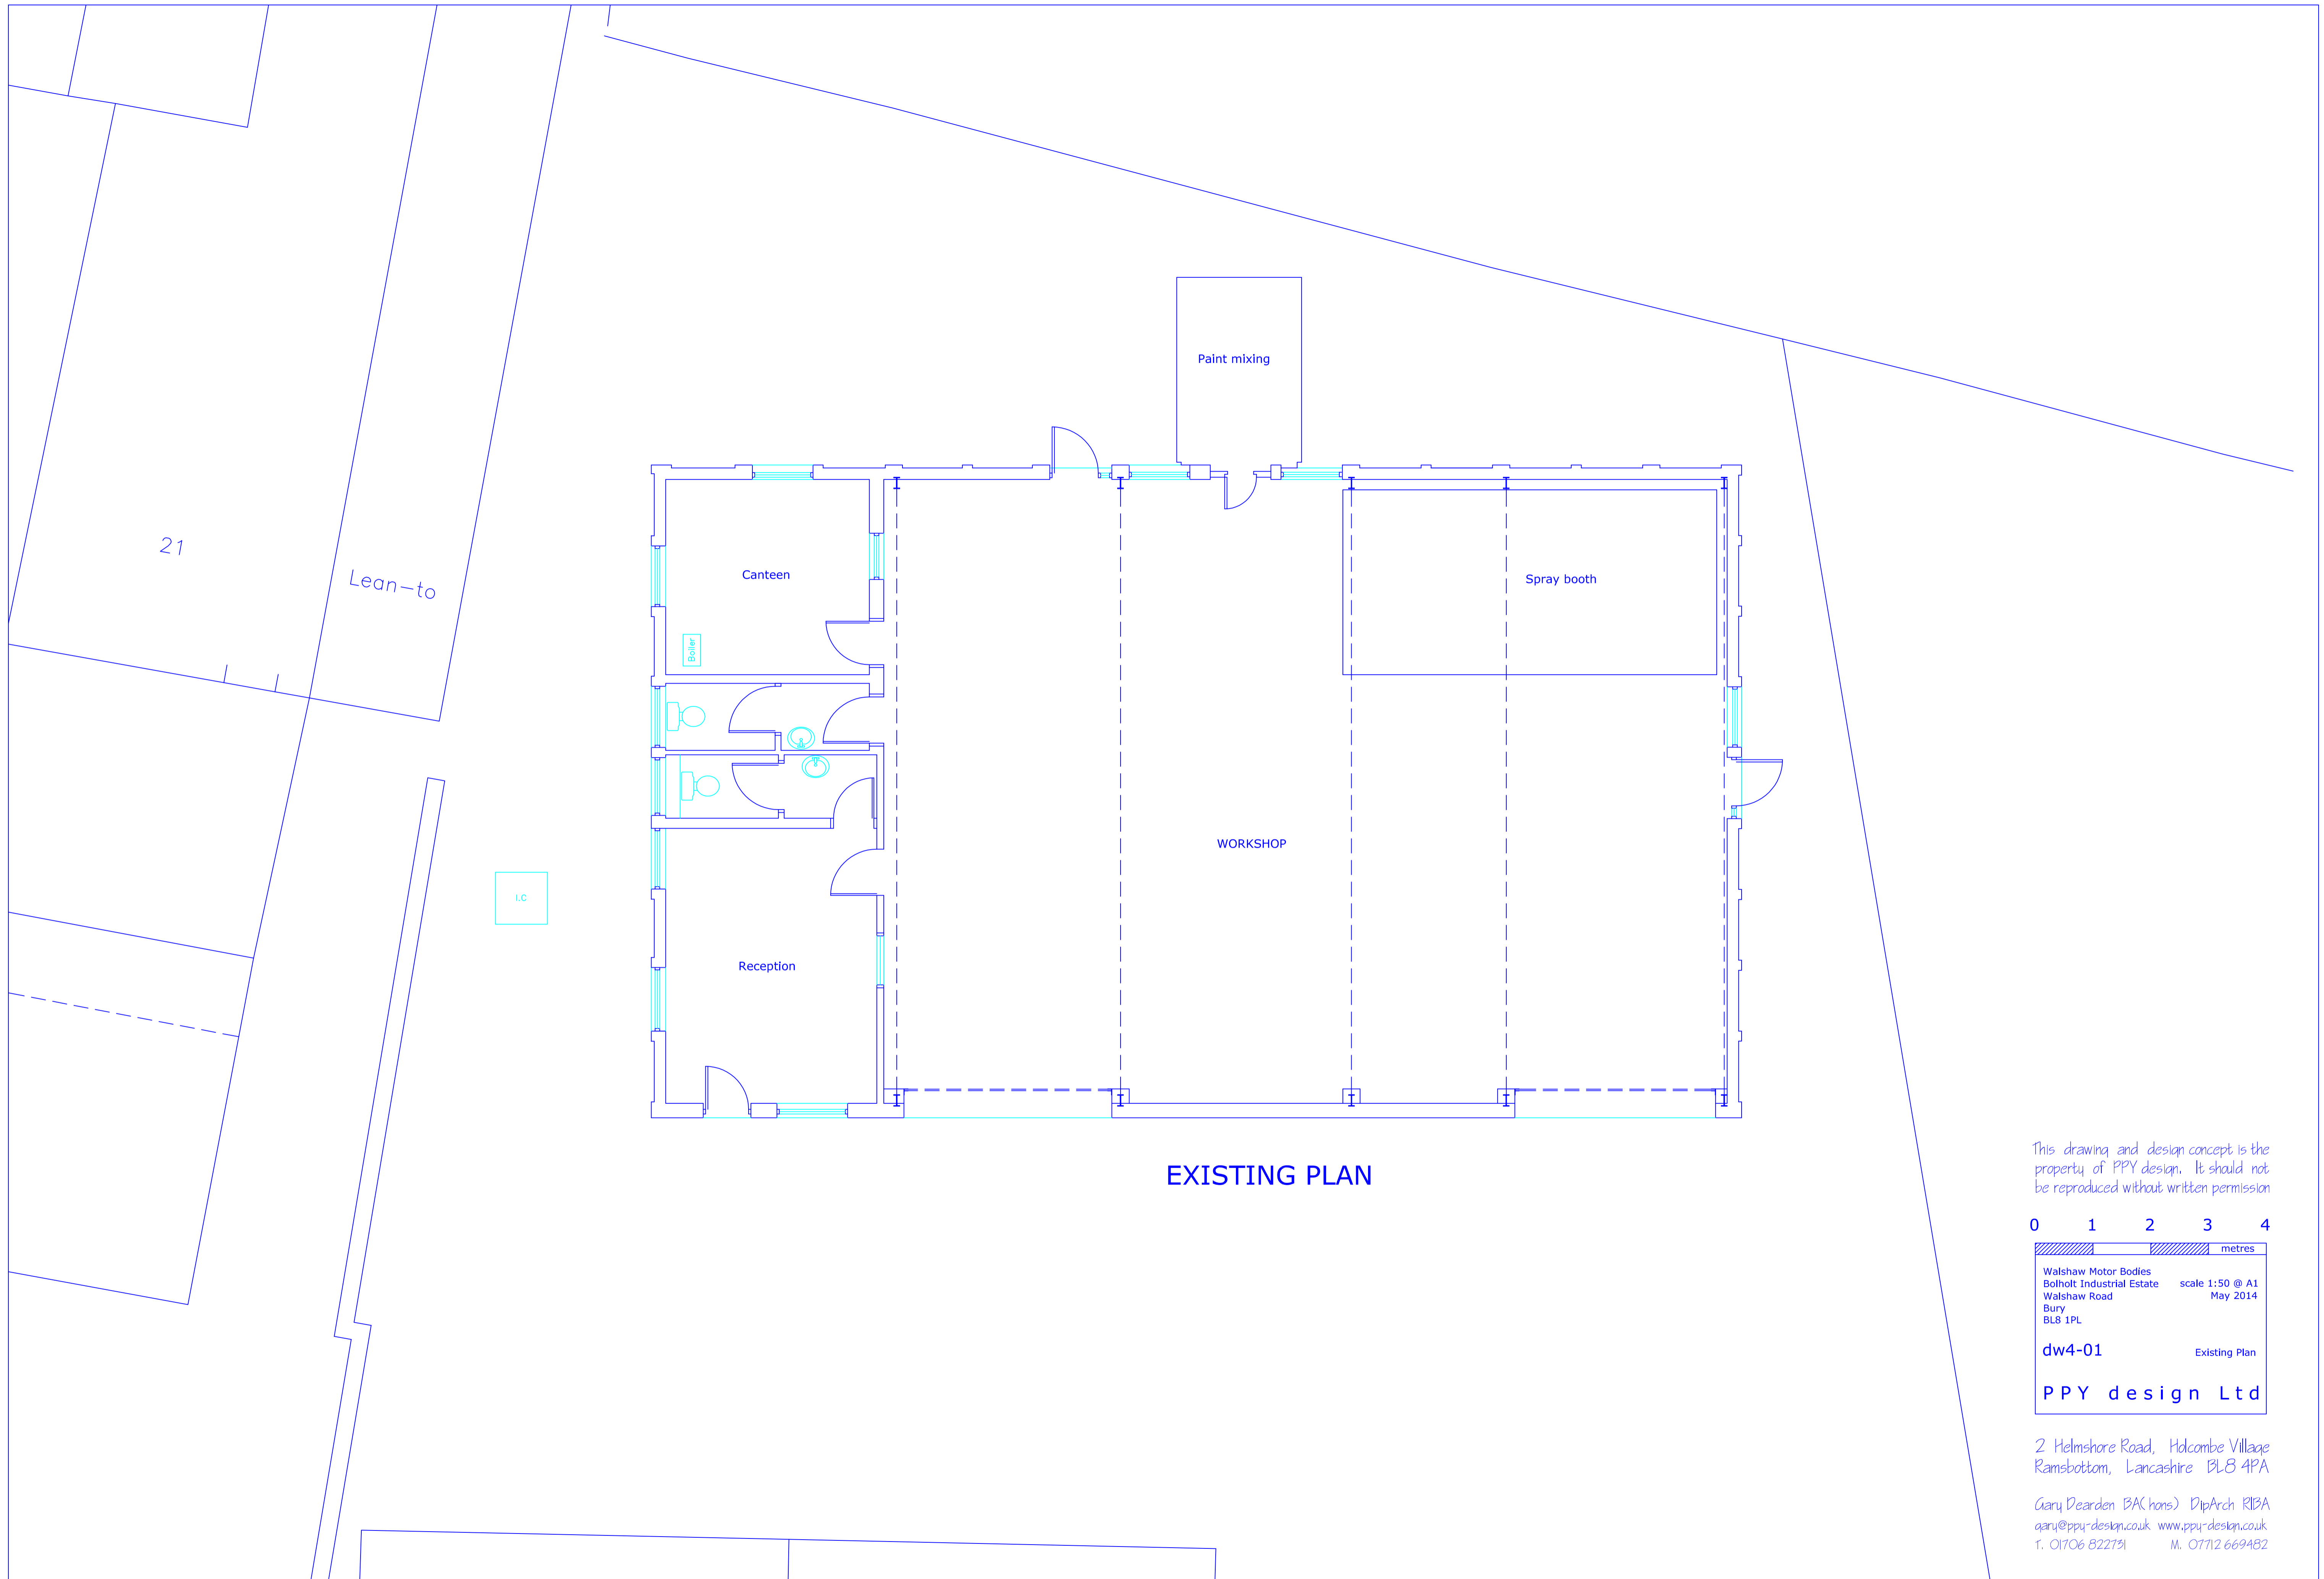 Paint mixing
21
Lean-to
Canteen
Spray booth
Boiler
WORKSHOP
I.C
Reception
EXISTING PLAN
This drawing and design concept is the
property of PPY design. It should not
be reproduced without written permission
0 1 2 3 4
metres
Walshaw Motor Bodies
Bolholt Industrial Estate scale 1:50 @ A1
Walshaw Road May 2014
Bury
BL8 1PL
dw4-01 Existing Plan
PPY design Ltd
2 Helmshore Road, Holcombe Village
Ramsbottom, Lancashire BL8 4PA
Gary Dearden BA(hons) DipArch RIBA
gary@ppy-design.co.uk www.ppy-design.co.uk
T. 01706 822731 M. 07712 669482